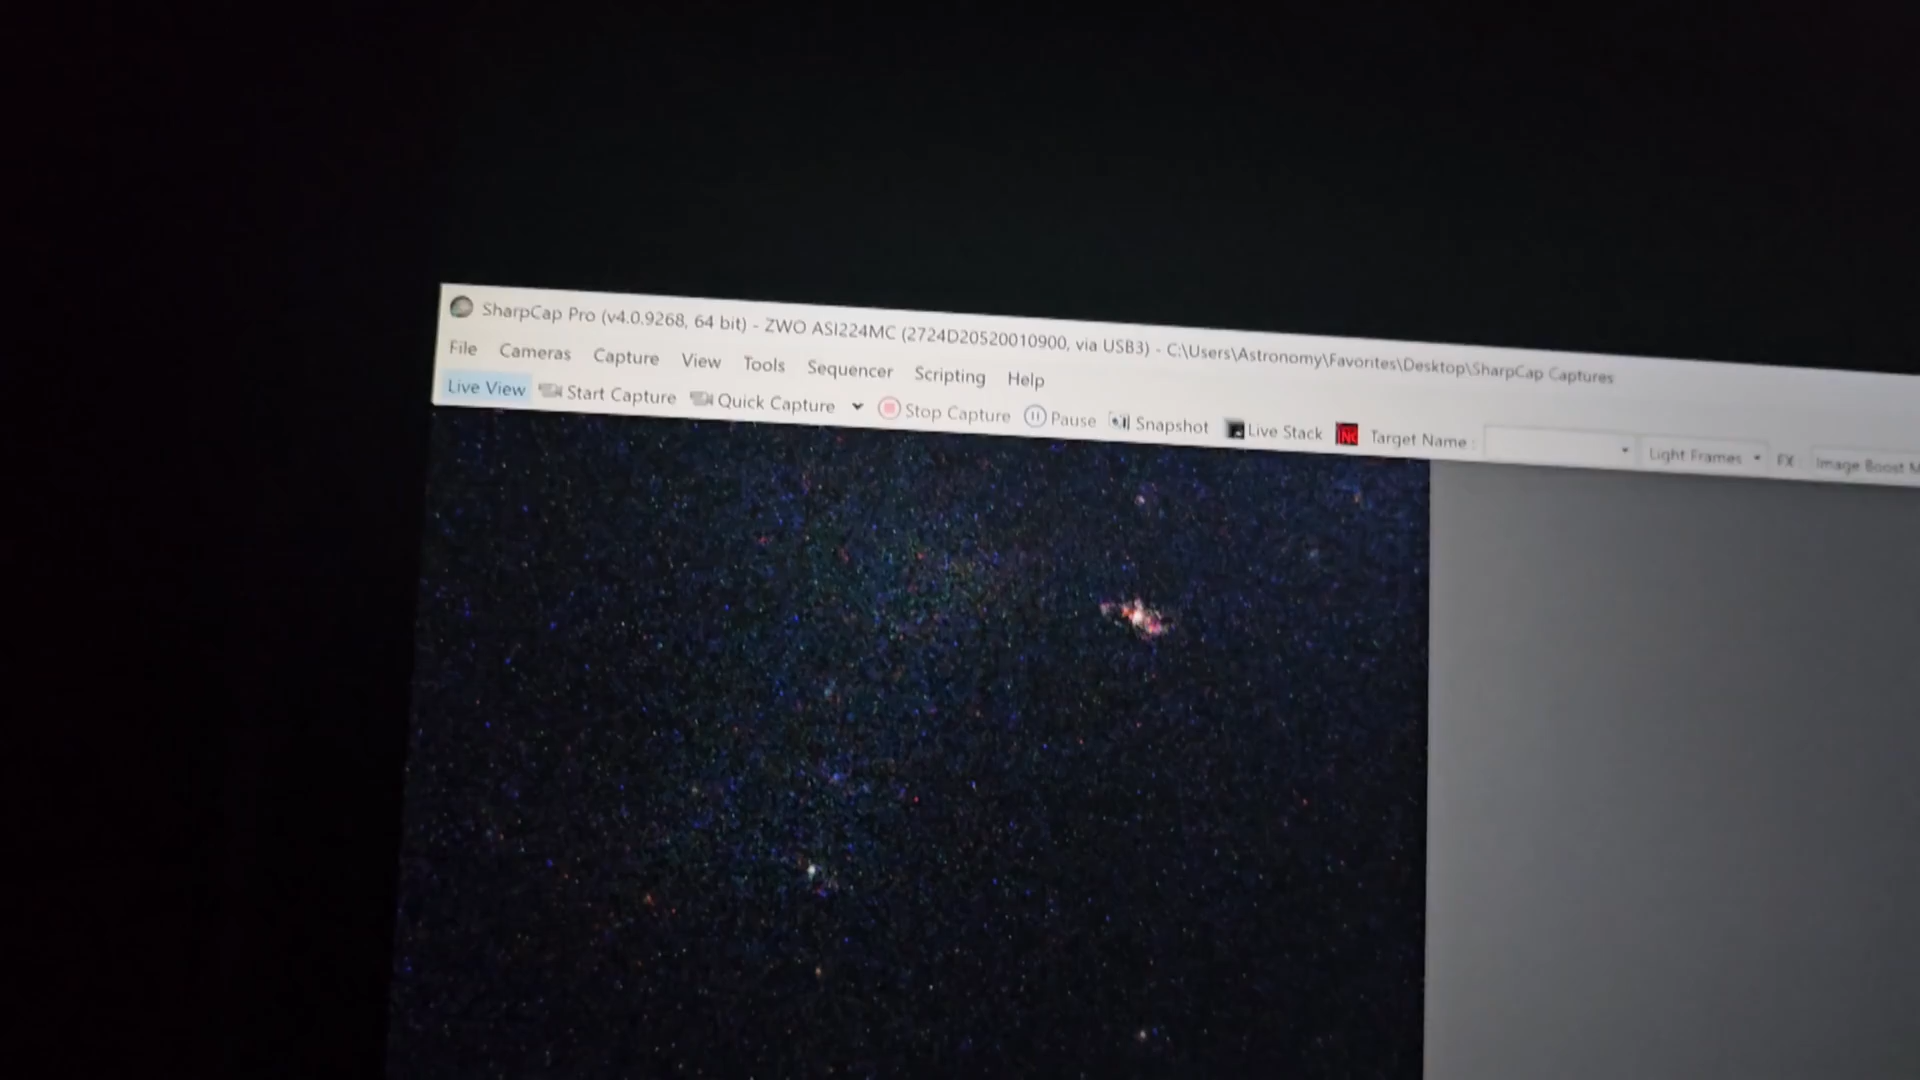 SharpCap Pro (v4.0.9268, 64 bit) - ZWO ASI224MC (2724D20520010900, via USB3) - C:\Users\Astronomy\Favorites\Desktop\SharpCap Captures
File Cameras Capture View Tools Sequencer Scripting Help
Live View Start Capture Quick Capture Stop Capture Pause Snapshot Live Stack Target Name : Light Frames FX : Image Boost